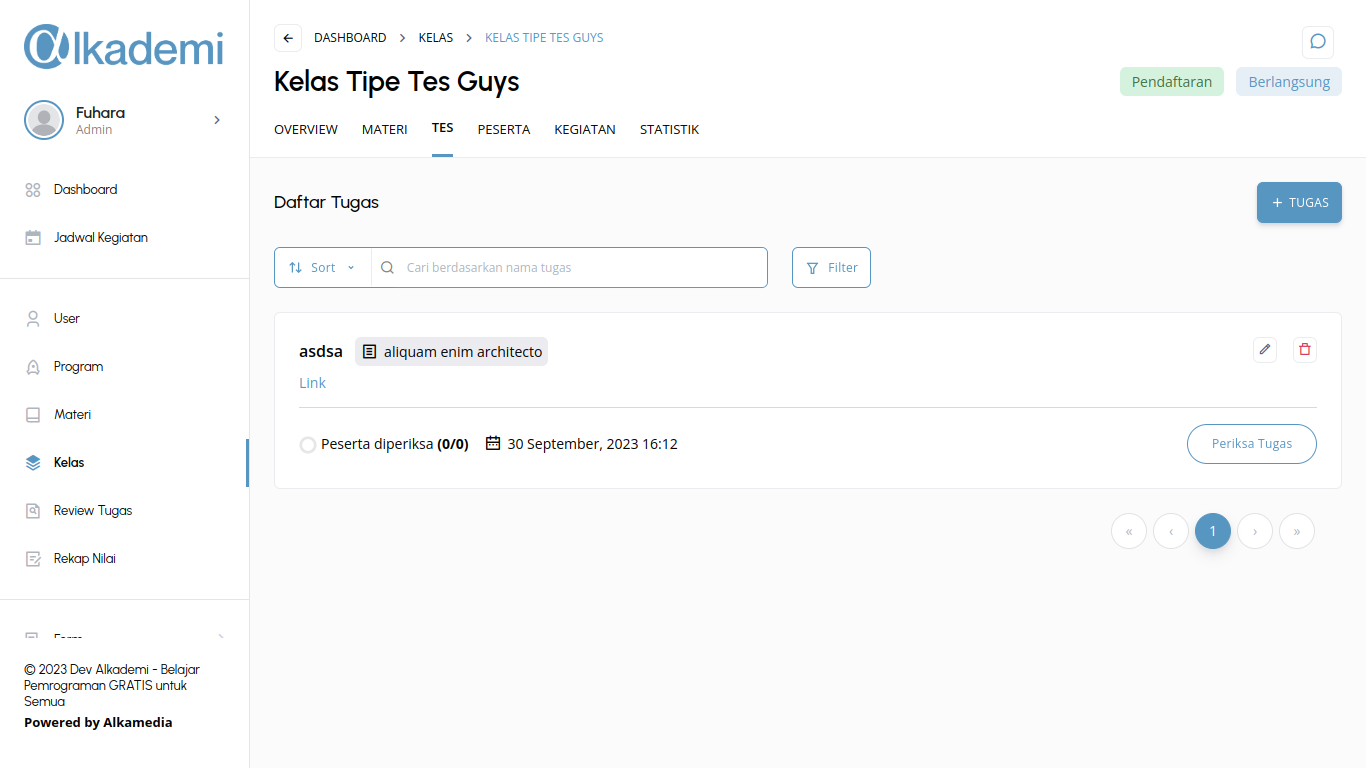 Alkademi
Fuhara
Admin
Dashboard
Jadwal Kegiatan
User
Program
Materi
Kelas
Review Tugas
Rekap Nilai
Form
© 2023 Dev Alkademi - Belajar
Pemrograman GRATIS untuk
Semua
Powered by Alkamedia
DASHBOARD > KELAS > KELAS TIPE TES GUYS
Kelas Tipe Tes Guys
Pendaftaran Berlangsung
OVERVIEW MATERI TES PESERTA KEGIATAN STATISTIK
Daftar Tugas
+ TUGAS
Sort Cari berdasarkan nama tugas Filter
asdsa aliquam enim architecto
Link
Peserta diperiksa (0/0) 30 September, 2023 16:12 Periksa Tugas
« ‹ 1 › »